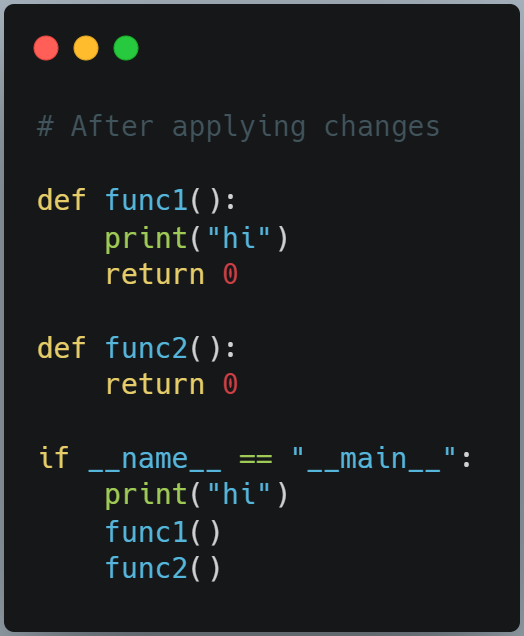 # After applying changes

def func1():
    print("hi")
    return 0

def func2():
    return 0

if __name__ == "__main__":
    print("hi")
    func1()
    func2()